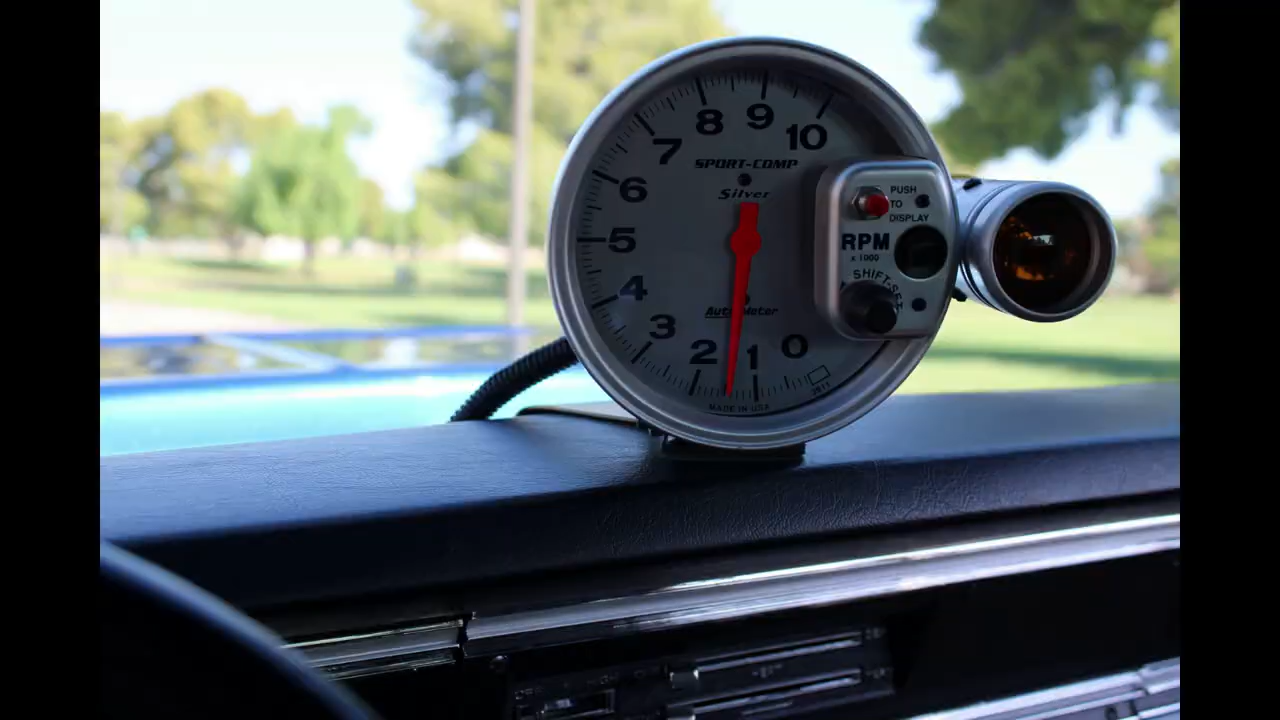 8 9 10
7
SPORT-COMP
6
Silver
PUSH
TO
DISPLAY
5
RPM
x 1000
4
SHIFT-SET
Auto Meter
3
2 1 0
MADE IN USA